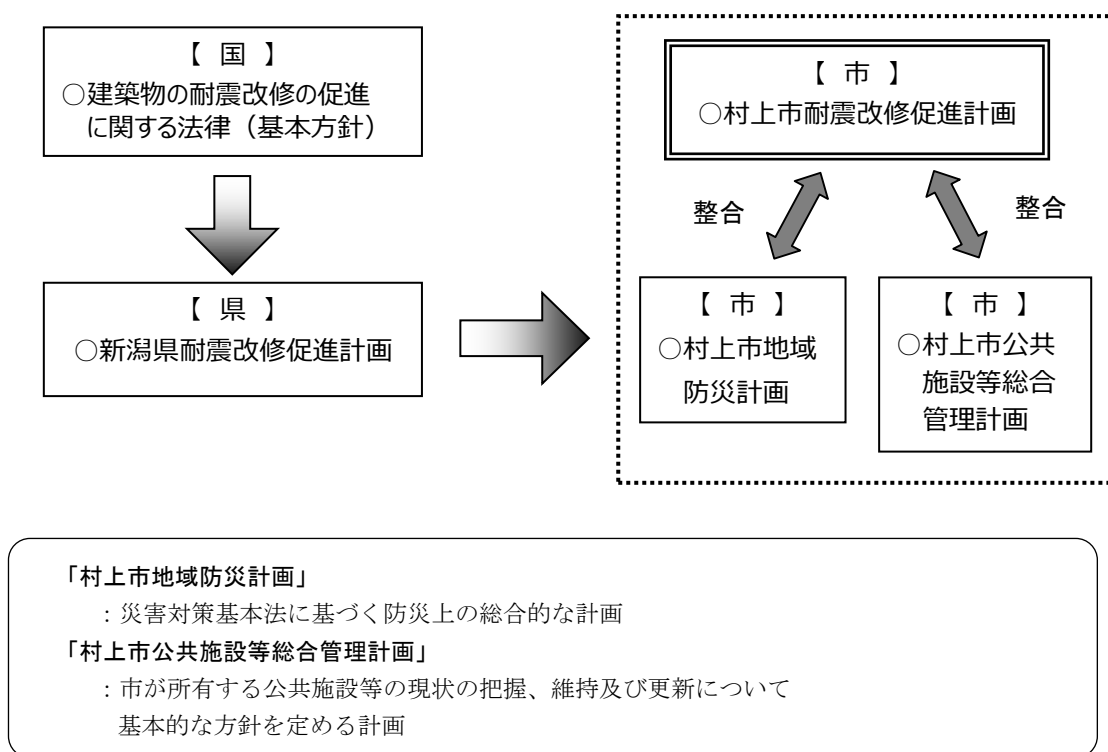 【 国 】
○建築物の耐震改修の促進
に関する法律（基本方針）
【 県 】
○新潟県耐震改修促進計画
【 市 】
○村上市耐震改修促進計画
整合
整合
【 市 】
○村上市地域
防災計画
【 市 】
○村上市公共
施設等総合
管理計画
「村上市地域防災計画」
：災害対策基本法に基づく防災上の総合的な計画
「村上市公共施設等総合管理計画」
：市が所有する公共施設等の現状の把握、維持及び更新について
基本的な方針を定める計画